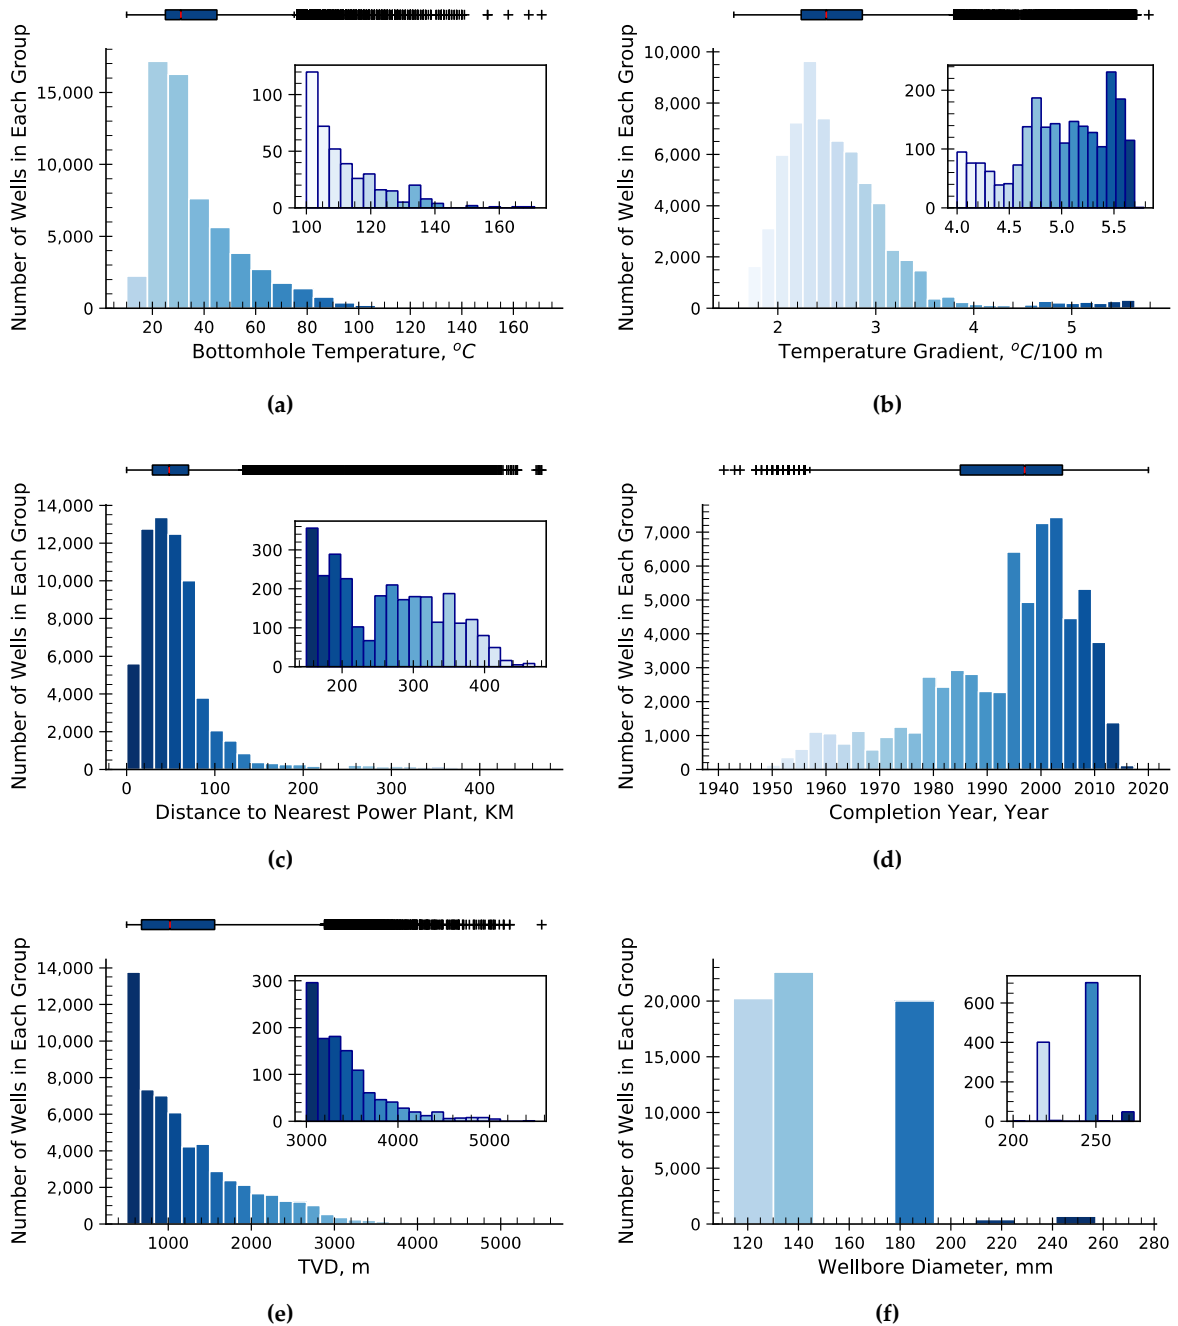 Number of Wells in Each Group
15,000
10,000
5,000
0
20 40 60 80 100 120 140 160
Bottomhole Temperature, °C
100
50
0
100 120 140 160
(a)
Number of Wells in Each Group
10,000
8,000
6,000
4,000
2,000
0
2 3 4 5
Temperature Gradient, °C/100 m
200
100
0
4.0 4.5 5.0 5.5
(b)
Number of Wells in Each Group
14,000
12,000
10,000
8,000
6,000
4,000
2,000
0
0 100 200 300 400
Distance to Nearest Power Plant, KM
300
200
100
0
200 300 400
(c)
Number of Wells in Each Group
7,000
6,000
5,000
4,000
3,000
2,000
1,000
0
1940 1950 1960 1970 1980 1990 2000 2010 2020
Completion Year, Year
(d)
Number of Wells in Each Group
14,000
12,000
10,000
8,000
6,000
4,000
2,000
0
1000 2000 3000 4000 5000
TVD, m
300
200
100
0
3000 4000 5000
(e)
Number of Wells in Each Group
20,000
15,000
10,000
5,000
0
120 140 160 180 200 220 240 260 280
Wellbore Diameter, mm
600
400
200
0
200 250
(f)